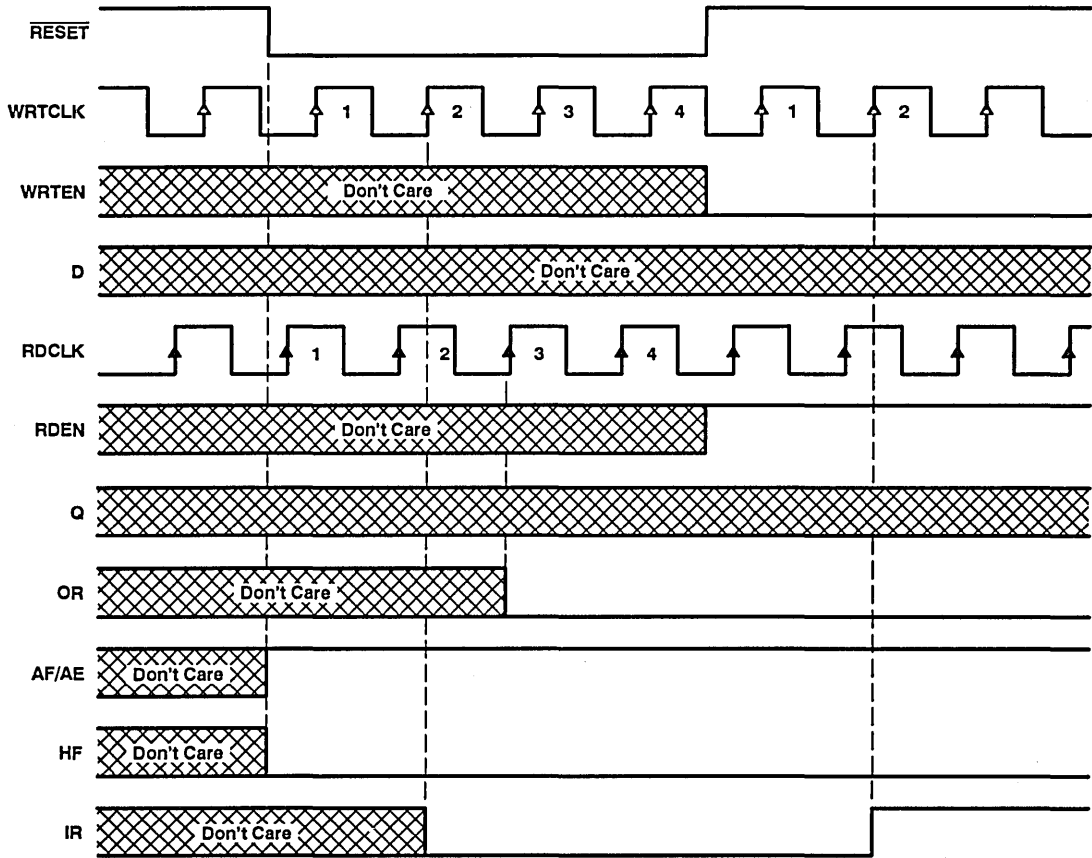 RESET
WRTCLK 1 2 3 4 1 2
WRTEN Don't Care
D Don't Care
RDCLK 1 2 3 4
RDEN Don't Care
Q
OR Don't Care
AF/AE Don't Care
HF Don't Care
IR Don't Care